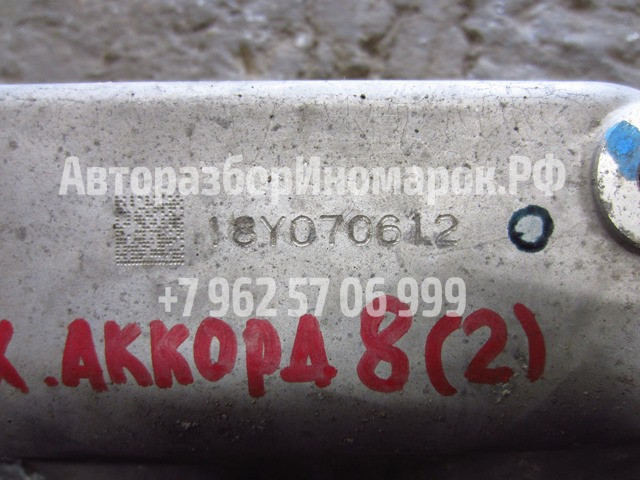 АвторазборИномарок.РФ
18Y070612
+7 962 57 06 999
Х.АККОРД 8(2)